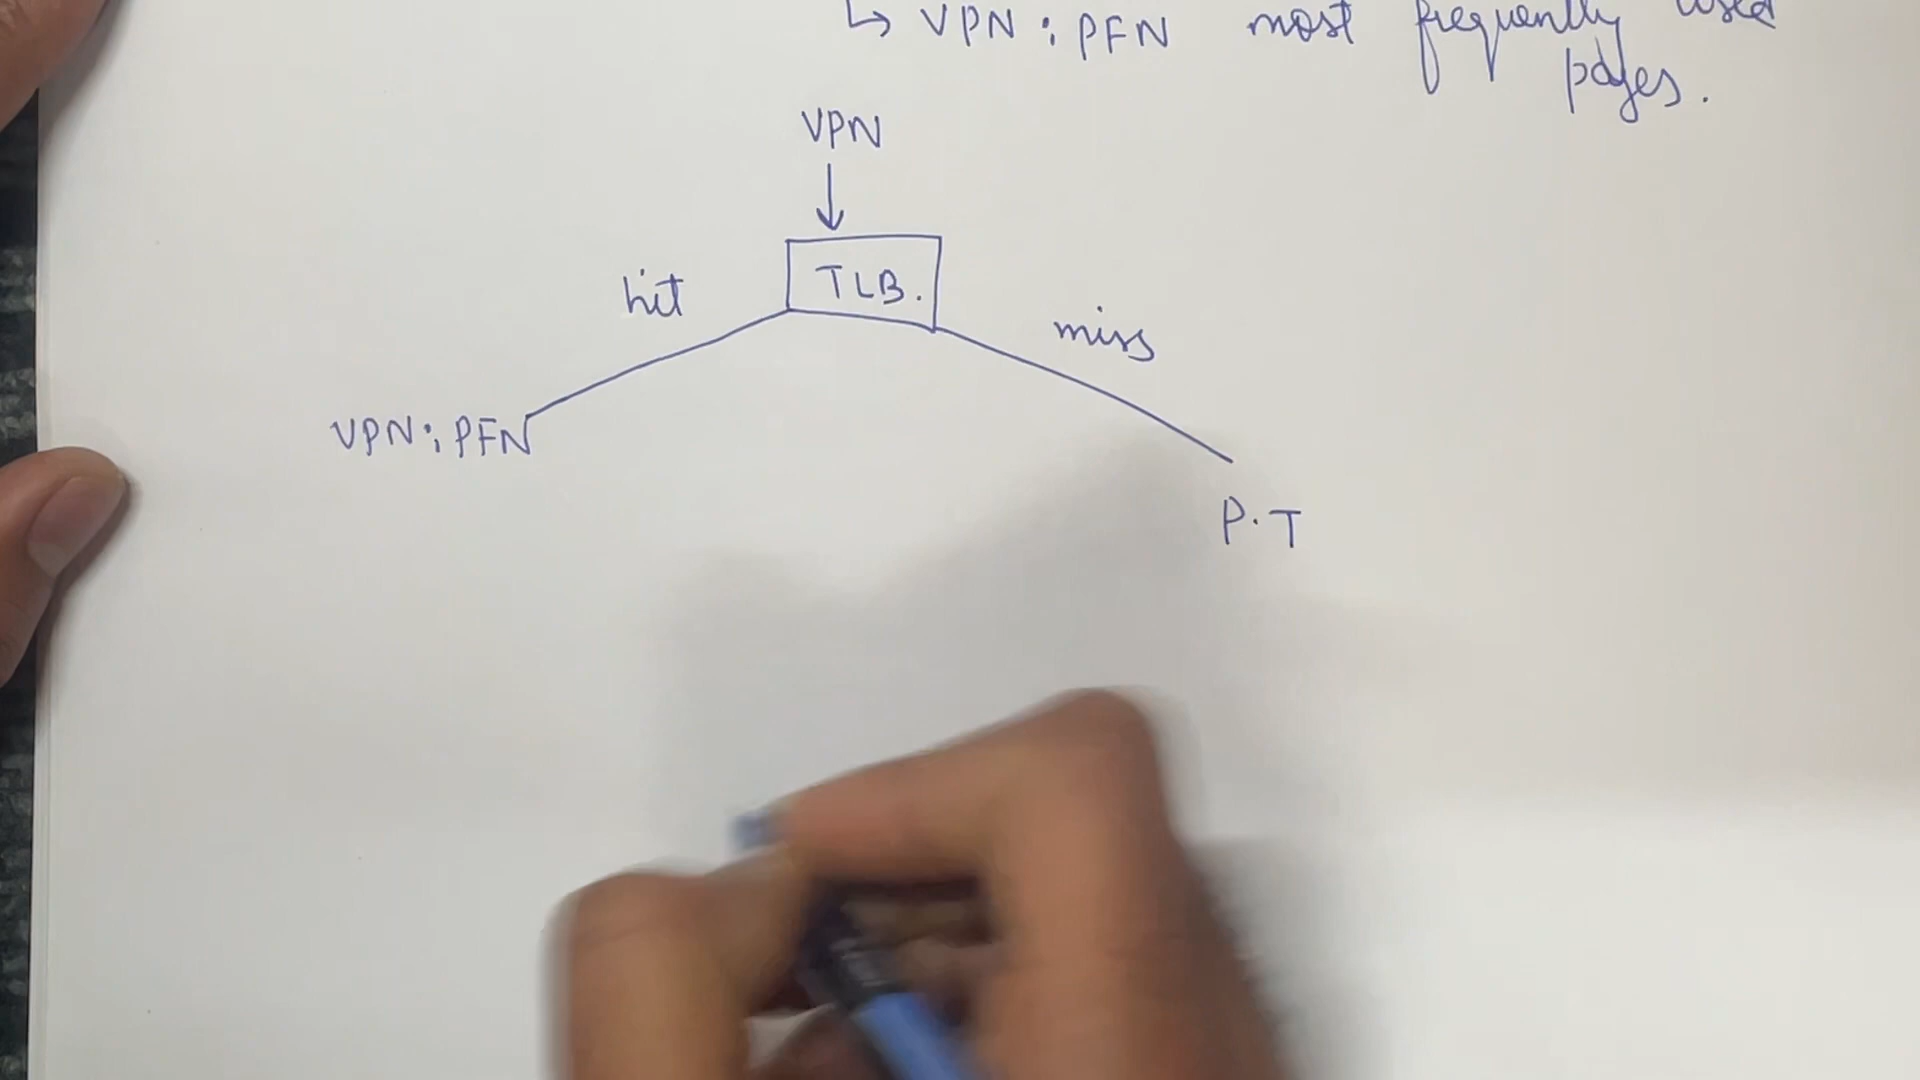 ↳ VPN : PFN most frequently used
pages.
VPN
TLB.
hit
miss
VPN : PFN
P.T